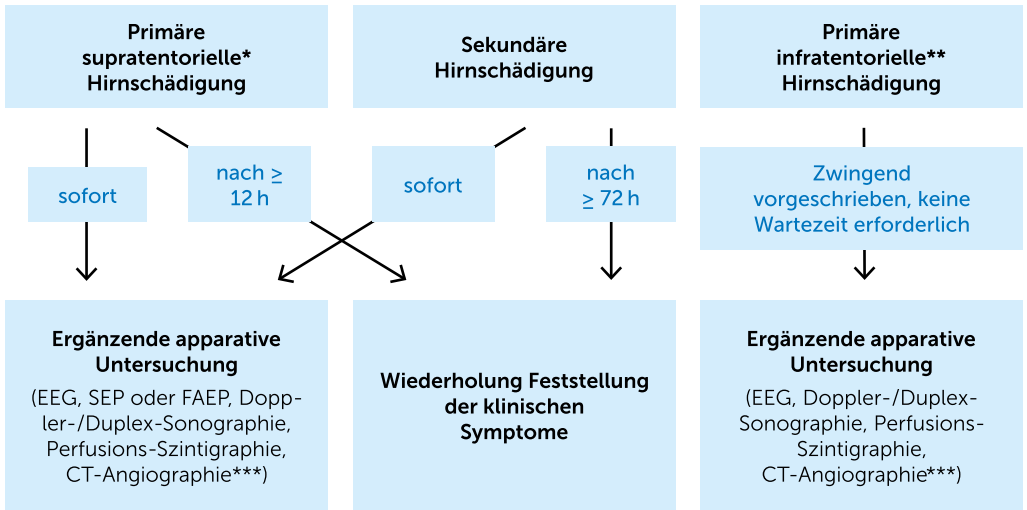 Primäre
supratentorielle*
Hirnschädigung
Sekundäre
Hirnschädigung
Primäre
infratentorielle**
Hirnschädigung
sofort
nach ≥
12 h
sofort
nach
≥ 72 h
Zwingend
vorgeschrieben, keine
Wartezeit erforderlich
Ergänzende apparative
Untersuchung
(EEG, SEP oder FAEP, Dopp-
ler-/Duplex-Sonographie,
Perfusions-Szintigraphie,
CT-Angiographie***)
Wiederholung Feststellung
der klinischen
Symptome
Ergänzende apparative
Untersuchung
(EEG, Doppler-/Duplex-
Sonographie, Perfusions-
Szintigraphie,
CT-Angiographie***)